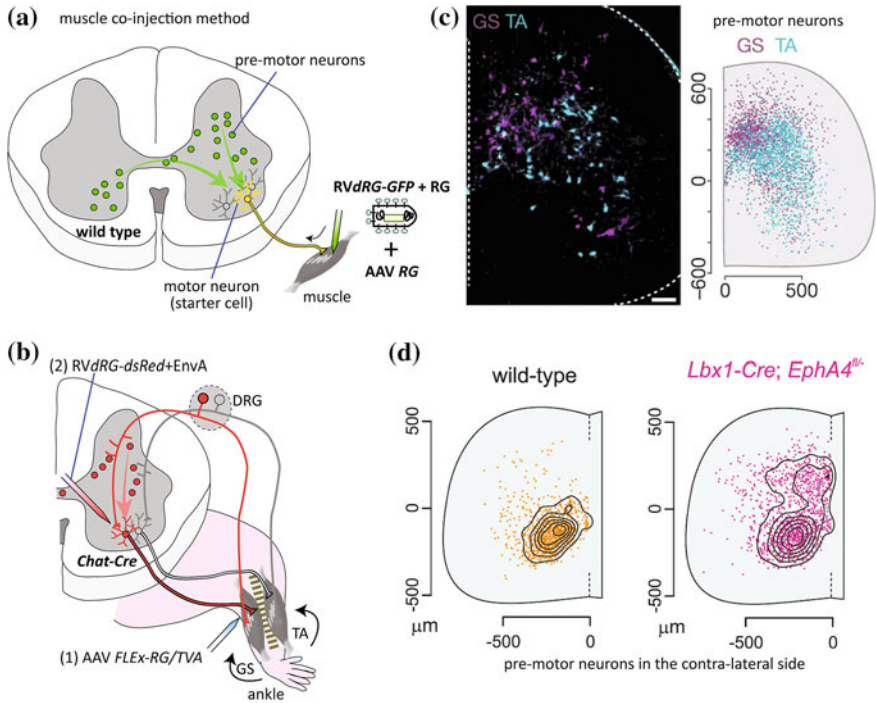 (a)
muscle co-injection method
pre-motor neurons
wild type
motor neuron
(starter cell)
muscle
RVdRG-GFP + RG
+
AAV RG
(b)
(2) RVdRG-dsRed+EnvA
DRG
Chat-Cre
(1) AAV FLEx-RG/TVA
TA
GS
ankle
(c)
GS TA
pre-motor neurons
GS TA
600
0
-600
0 500
(d)
wild-type
Lbx1-Cre; EphA4fl/-
500
0
-500
μm
-500 0
500
0
-500
-500 0
pre-motor neurons in the contra-lateral side